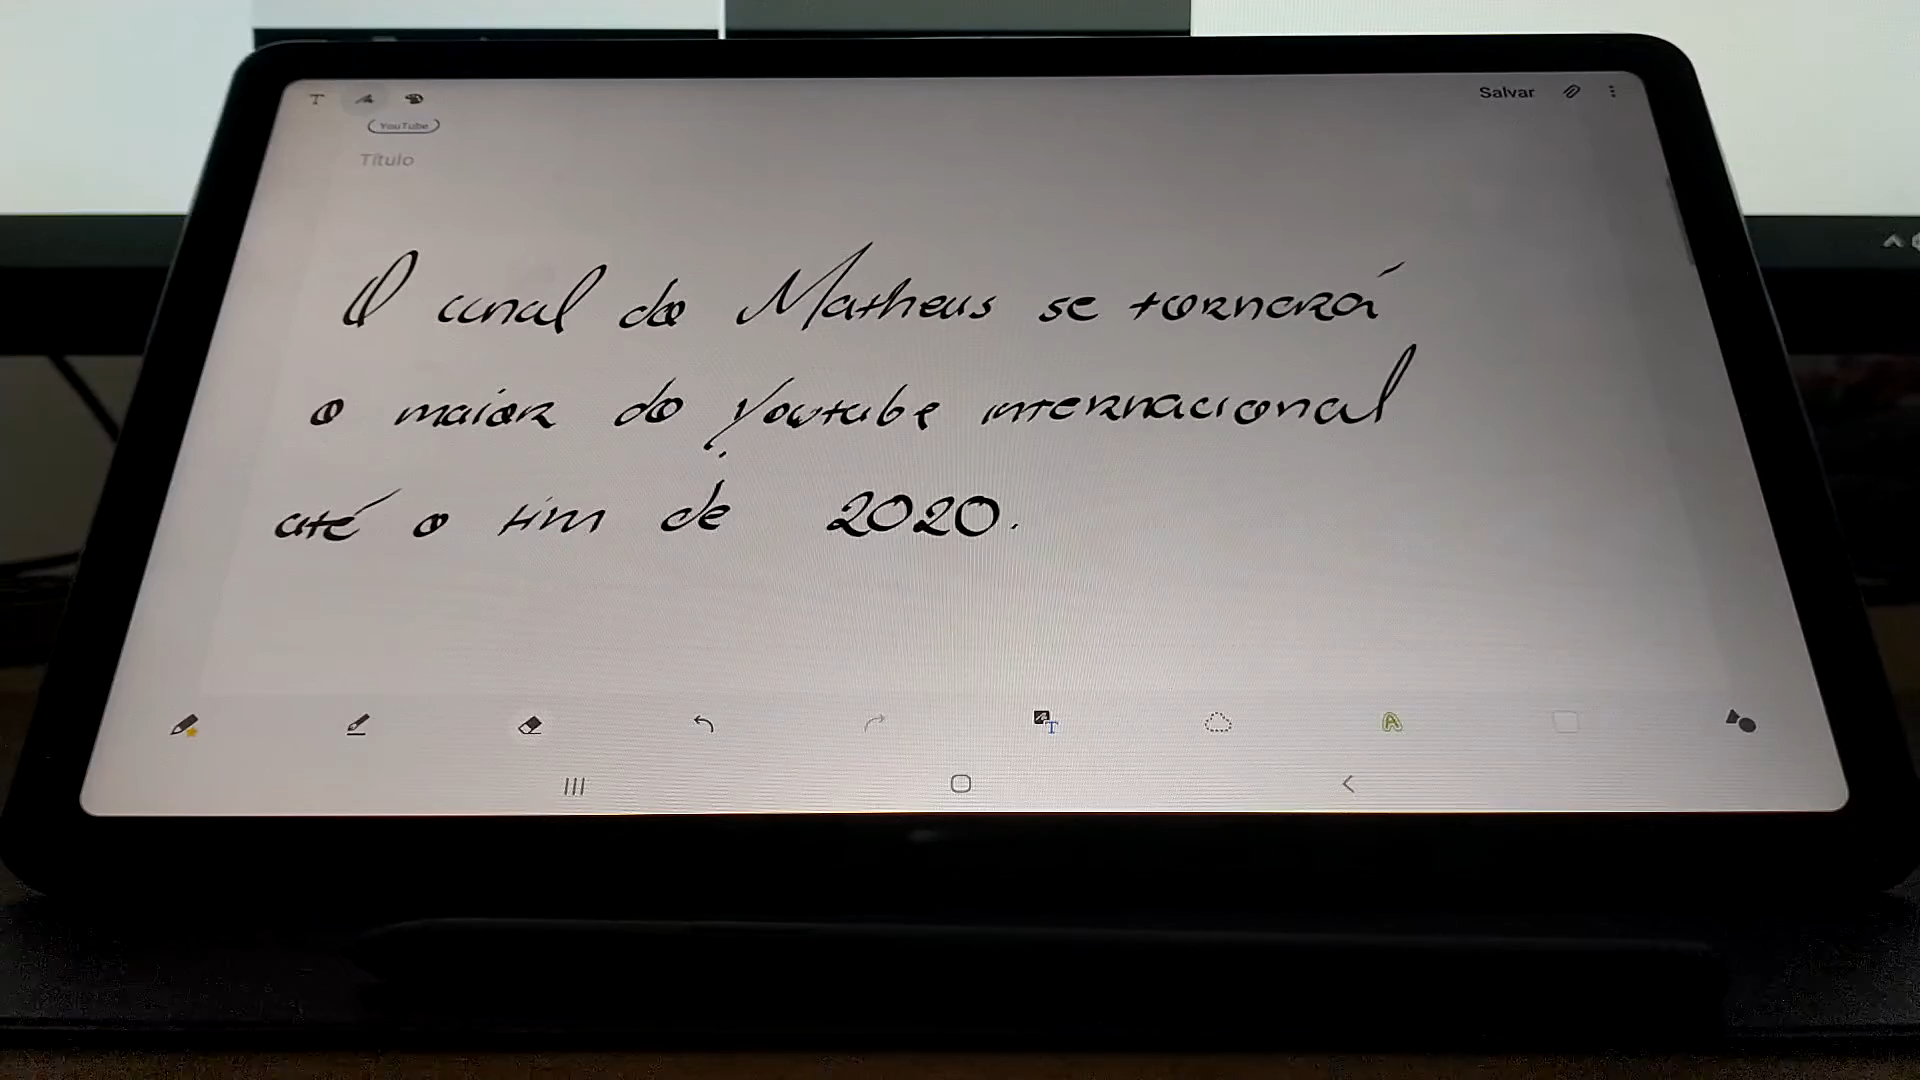 Salvar
YouTube
Título
O canal do Matheus se tornará
o maior do Youtube internacional
até o fim de 2020.